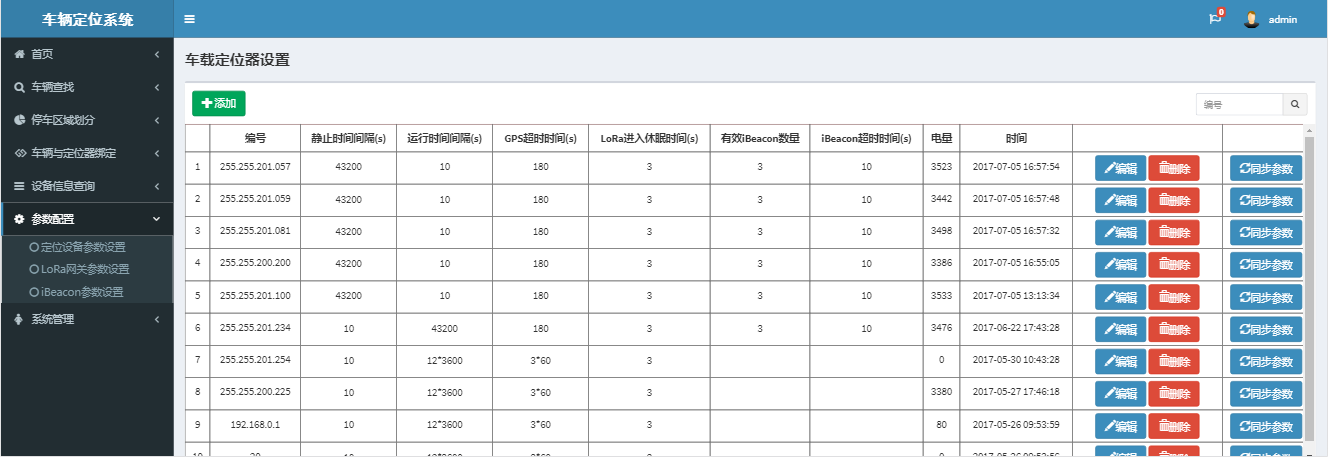 车辆定位系统
0
admin
首页
车辆查找
停车区域划分
车辆与定位器绑定
设备信息查询
参数配置
定位设备参数设置
LoRa网关参数设置
iBeacon参数设置
系统管理
车载定位器设置
添加
编号
编号 静止时间间隔(s) 运行时间间隔(s) GPS超时时间(s) LoRa进入休眠时间(s) 有效iBeacon数量 iBeacon超时时间(s) 电量 时间
1 255.255.201.057 43200 10 180 3 3 10 3523 2017-07-05 16:57:54 编辑 删除 同步参数
2 255.255.201.059 43200 10 180 3 3 10 3442 2017-07-05 16:57:48 编辑 删除 同步参数
3 255.255.201.081 43200 10 180 3 3 10 3498 2017-07-05 16:57:32 编辑 删除 同步参数
4 255.255.200.200 43200 10 180 3 3 10 3386 2017-07-05 16:55:05 编辑 删除 同步参数
5 255.255.201.100 43200 10 180 3 3 10 3533 2017-07-05 13:13:34 编辑 删除 同步参数
6 255.255.201.234 10 43200 180 3 3 10 3476 2017-06-22 17:43:28 编辑 删除 同步参数
7 255.255.201.254 10 12*3600 3*60 3 0 2017-05-30 10:43:28 编辑 删除 同步参数
8 255.255.200.225 10 12*3600 3*60 3 3380 2017-05-27 17:46:18 编辑 删除 同步参数
9 192.168.0.1 10 12*3600 3*60 3 80 2017-05-26 09:53:59 编辑 删除 同步参数